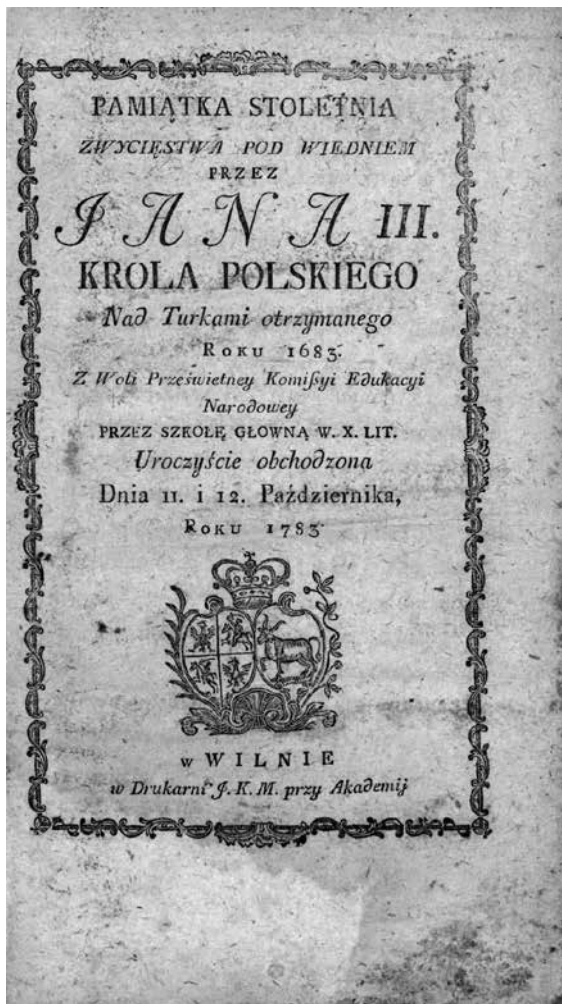 PAMIĄTKA STOLETNIA
ZWYCIĘSTWA POD WIEDNIEM
PRZEZ
JANA III.
KROLA POLSKIEGO
Nad Turkami otrzymanego
ROKU 1683.
Z Woli Prześwietney Komißyi Edukacyi
Narodowey
PRZEZ SZKOŁĘ GŁOWNĄ W. X. LIT.
Uroczyście obchodzona
Dnia 11. i 12. Października,
ROKU 1783.
w WILNIE
w Drukarni J. K. M. przy Akademij